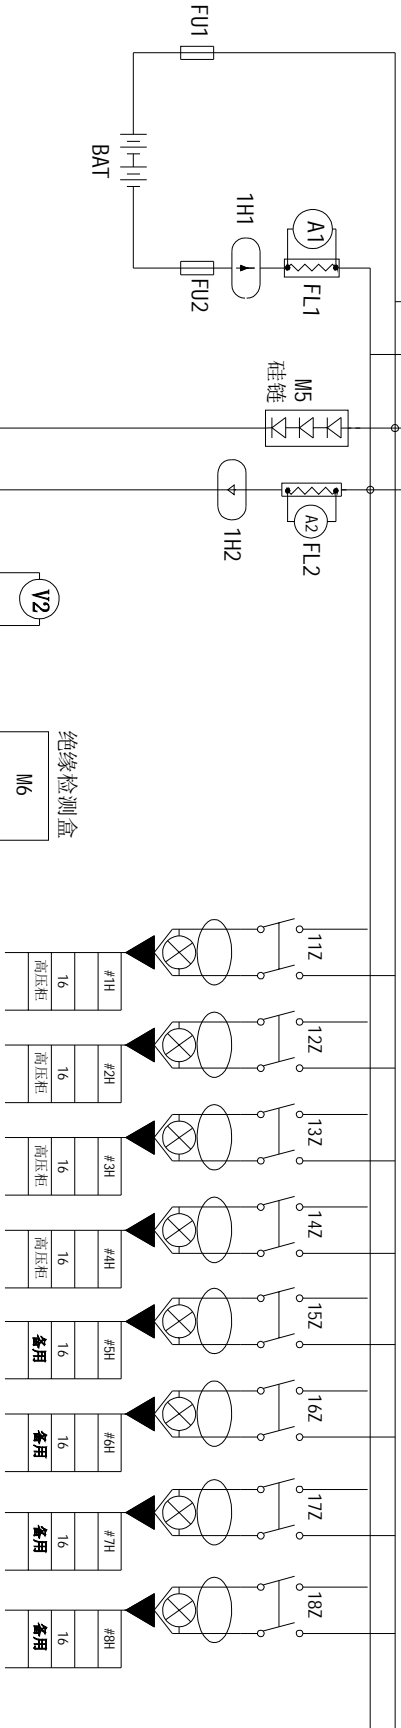 FU1
BAT
FU2
1H1
A1
FL1
M5
硅链
1H2
A2
FL2
V2
绝缘检测盒
M6
11Z
#1H
16
高压柜
12Z
#2H
16
高压柜
13Z
#3H
16
高压柜
14Z
#4H
16
高压柜
15Z
#5H
16
备用
16Z
#6H
16
备用
17Z
#7H
16
备用
18Z
#8H
16
备用